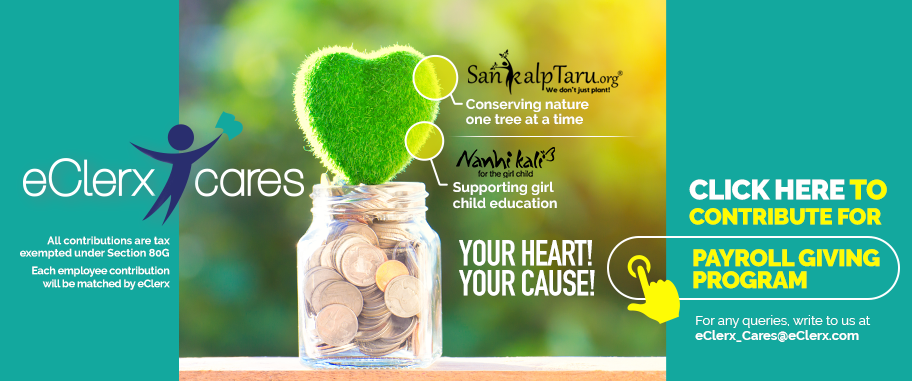 eClerx cares
All contributions are tax
exempted under Section 80G
Each employee contribution
will be matched by eClerx
SankalpTaru.org®
We don't just plant!
Conserving nature
one tree at a time
Nanhi kali
for the girl child
Supporting girl
child education
YOUR HEART!
YOUR CAUSE!
CLICK HERE TO
CONTRIBUTE FOR
PAYROLL GIVING
PROGRAM
For any queries, write to us at
eClerx_Cares@eClerx.com